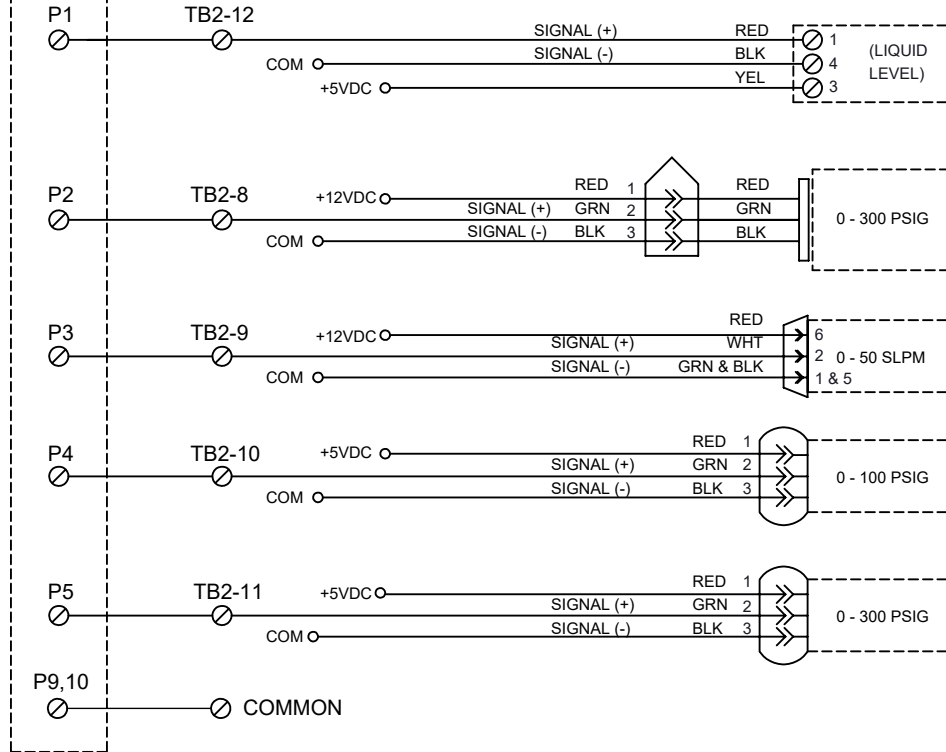 P1 TB2-12
SIGNAL (+) RED 1
COM SIGNAL (-) BLK 4
+5VDC YEL 3
(LIQUID
LEVEL)
P2 TB2-8
+12VDC RED 1 RED
SIGNAL (+) GRN 2 GRN
COM SIGNAL (-) BLK 3 BLK
0 - 300 PSIG
P3 TB2-9
+12VDC RED 6
SIGNAL (+) WHT 2
COM SIGNAL (-) GRN & BLK 1 & 5
0 - 50 SLPM
P4 TB2-10
+5VDC RED 1
SIGNAL (+) GRN 2
COM SIGNAL (-) BLK 3
0 - 100 PSIG
P5 TB2-11
+5VDC RED 1
SIGNAL (+) GRN 2
COM SIGNAL (-) BLK 3
0 - 300 PSIG
P9,10
COMMON